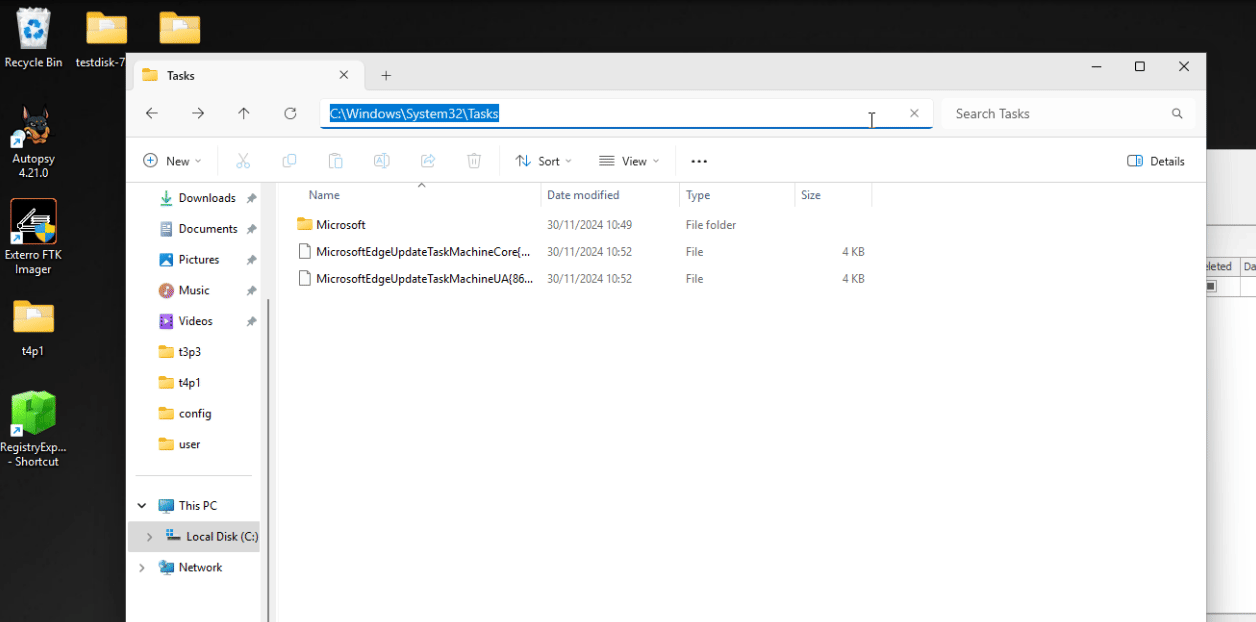 Recycle Bin
testdisk-7
Autopsy
4.21.0
Exterro FTK
Imager
t4p1
RegistryExp...
- Shortcut
Tasks
C:\Windows\System32\Tasks
Search Tasks
New
Sort
View
Details
Downloads
Documents
Pictures
Music
Videos
t3p3
t4p1
config
user
This PC
Local Disk (C:)
Network
Name Date modified Type Size
Microsoft 30/11/2024 10:49 File folder
MicrosoftEdgeUpdateTaskMachineCore{... 30/11/2024 10:52 File 4 KB
MicrosoftEdgeUpdateTaskMachineUA{86... 30/11/2024 10:52 File 4 KB
eleted Da